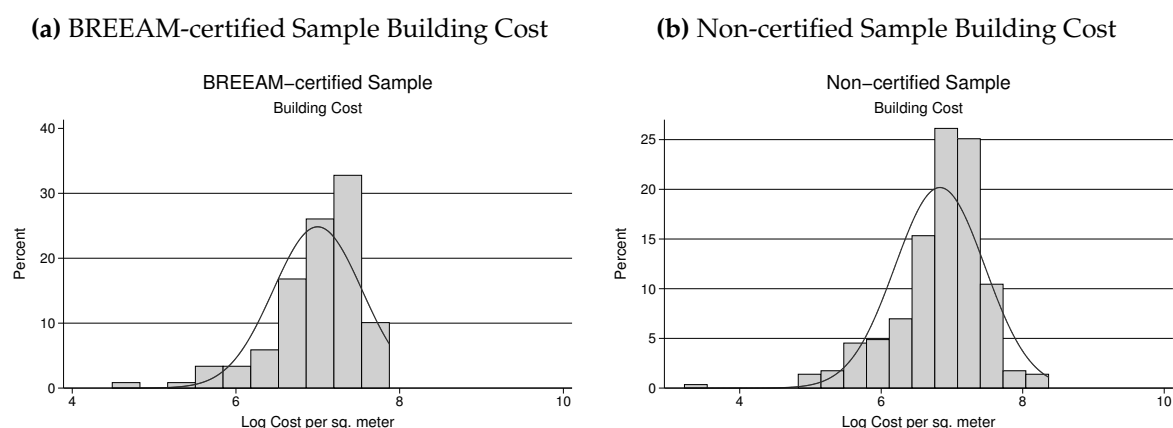 (a) BREEAM-certified Sample Building Cost
BREEAM−certified Sample
Building Cost
40
30
20
10
0
Percent
4 6 8 10
Log Cost per sq. meter
(b) Non-certified Sample Building Cost
Non−certified Sample
Building Cost
25
20
15
10
5
0
Percent
4 6 8 10
Log Cost per sq. meter